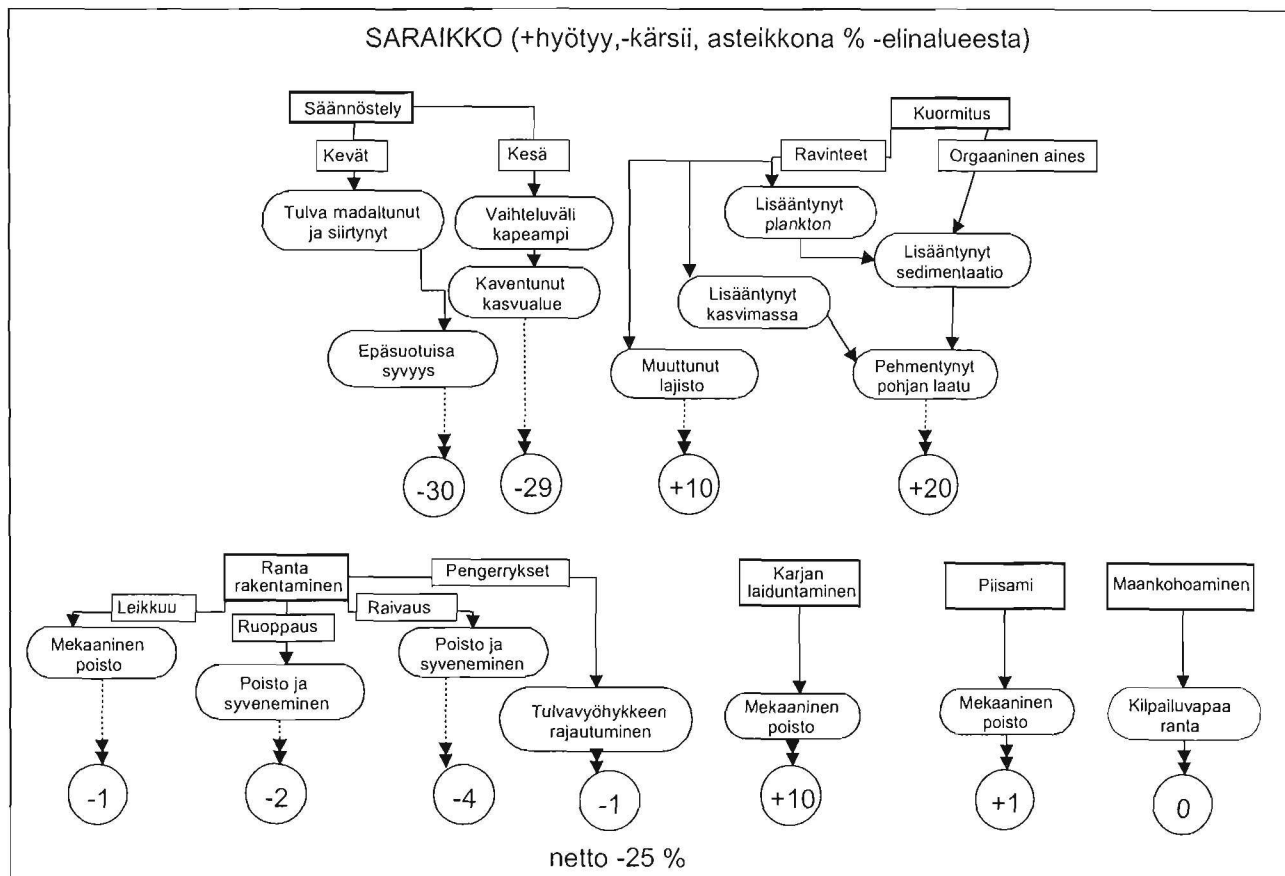 SARAIKKO (+hyötyy,-kärsii, asteikkona % -elinalueesta)
Säännöstely
Kevät
Kesä
Tulva madaltunut
ja siirtynyt
Vaihteluväli
kapeampi
Kaventunut
kasvualue
Epäsuotuisa
syvyys
-30
-29
Kuormitus
Ravinteet
Orgaaninen aines
Lisääntynyt
plankton
Lisääntynyt
sedimentaatio
Lisääntynyt
kasvimassa
Muuttunut
lajisto
Pehmentynyt
pohjan laatu
+10
+20
Ranta
rakentaminen
Pengerrykset
Leikkuu
Raivaus
Ruoppaus
Mekaaninen
poisto
Poisto ja
syveneminen
Poisto ja
syveneminen
Tulvavyöhykkeen
rajautuminen
-1
-2
-4
-1
Karjan
laiduntaminen
Mekaaninen
poisto
+10
Piisami
Mekaaninen
poisto
+1
Maankohoaminen
Kilpailuvapaa
ranta
0
netto -25 %